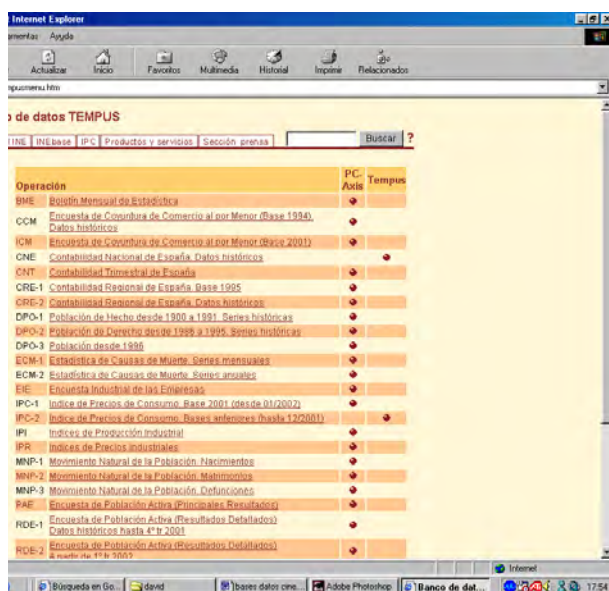 Internet Explorer
Ayuda
Actualizar Inicio Favoritos Multimedia Historial Imprimir Relacionados
de datos TEMPUS
INE INEbase IPC Productos y servicios Sección prensa Buscar ?
Operación PC-Axis Tempus
BME Boletín Mensual de Estadística
CCM Encuesta de Coyuntura de Comercio al por Menor (Base 1994).
Datos históricos
ICM Encuesta de Coyuntura de Comercio al por Menor (Base 2001)
CNE Contabilidad Nacional de España. Datos históricos
CNT Contabilidad Trimestral de España
CRE-1 Contabilidad Regional de España. Base 1995
CRE-2 Contabilidad Regional de España. Datos históricos
DPO-1 Población de Hecho desde 1900 a 1991. Series históricas
DPO-2 Población de Derecho desde 1986 a 1995. Series históricas
DPO-3 Población desde 1996
ECM-1 Estadística de Causas de Muerte. Series mensuales
ECM-2 Estadística de Causas de Muerte. Series anuales
EIE Encuesta Industrial de las Empresas
IPC-1 Indice de Precios de Consumo. Base 2001 (desde 01/2002)
IPC-2 Indice de Precios de Consumo. Bases anteriores (hasta 12/2001)
IPI Indices de Producción Industrial
IPR Indices de Precios industriales
MNP-1 Movimiento Natural de la Población. Nacimientos
MNP-2 Movimiento Natural de la Población. Matrimonios
MNP-3 Movimiento Natural de la Población. Defunciones
PAE Encuesta de Población Activa (Principales Resultados)
RDE-1 Encuesta de Población Activa (Resultados Detallados)
Datos históricos hasta 4º tr 2001
RDE-2 Encuesta de Población Activa (Resultados Detallados)
A partir de 1º tr 2002
Internet
Búsqueda en Go... david bases datos cine... Adobe Photoshop Banco de dat... 17:54